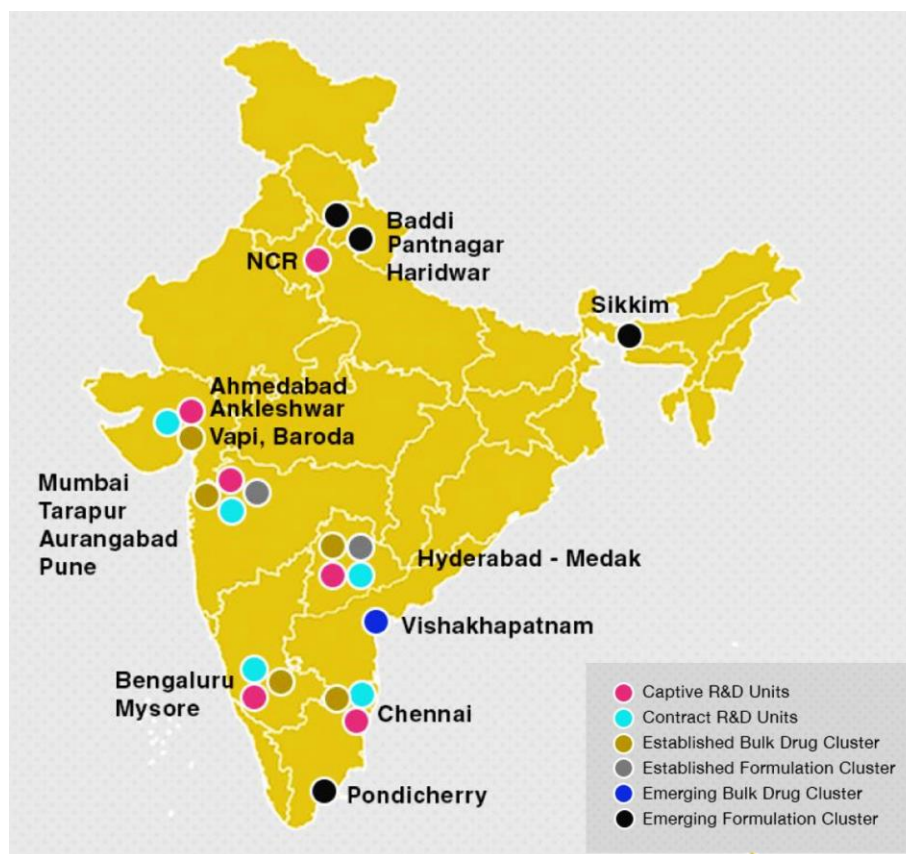 Baddi
Pantnagar
Haridwar
NCR
Sikkim
Ahmedabad
Ankleshwar
Vapi, Baroda
Mumbai
Tarapur
Aurangabad
Pune
Hyderabad - Medak
Vishakhapatnam
Bengaluru
Mysore
Chennai
Pondicherry
Captive R&D Units
Contract R&D Units
Established Bulk Drug Cluster
Established Formulation Cluster
Emerging Bulk Drug Cluster
Emerging Formulation Cluster